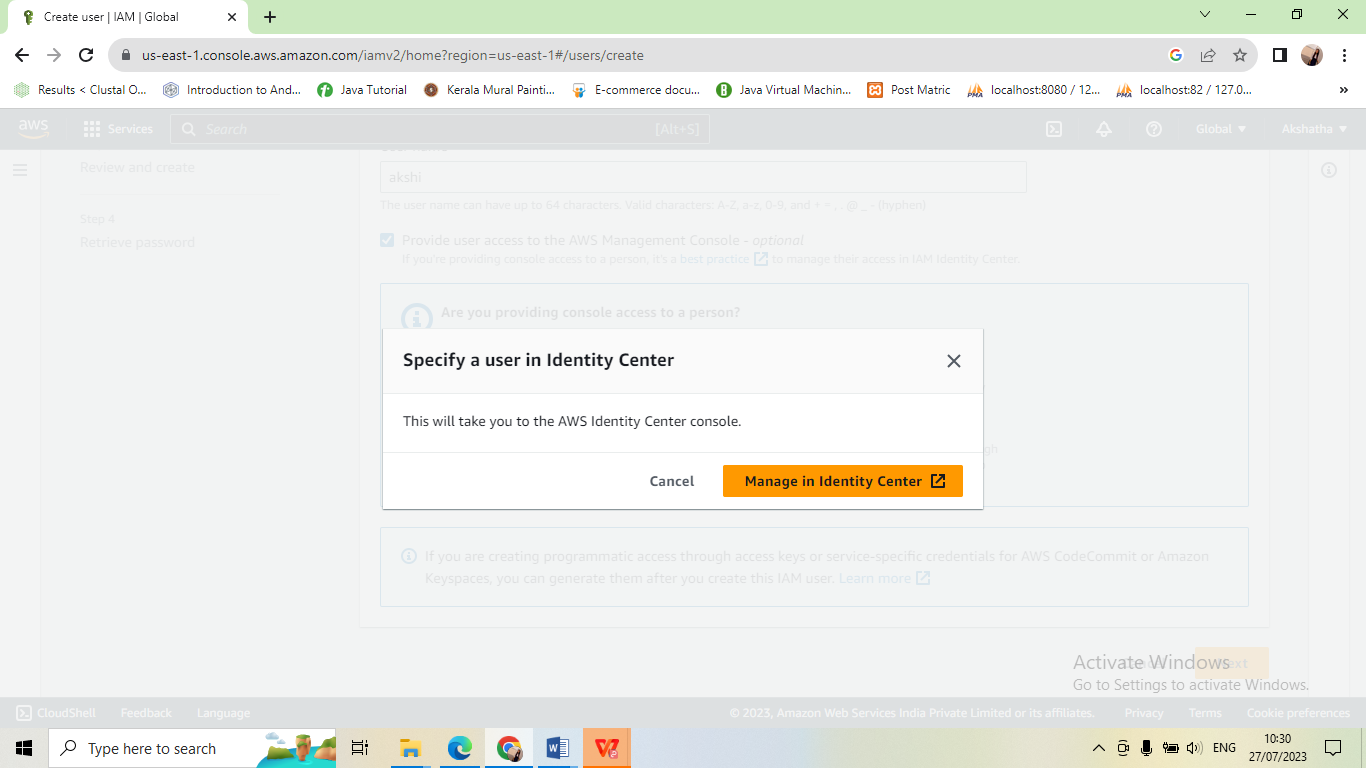 Create user | IAM | Global
us-east-1.console.aws.amazon.com/iamv2/home?region=us-east-1#/users/create
Results < Clustal O...
Introduction to And...
Java Tutorial
Kerala Mural Painti...
E-commerce docu...
Java Virtual Machin...
Post Matric
localhost:8080 / 12...
localhost:82 / 127.0...
»
aws
Services
Search
[Alt+S]
Global
Akshatha
Review and create
Step 4
Retrieve password
akshi
The user name can have up to 64 characters. Valid characters: A-Z, a-z, 0-9, and + = , . @ _ - (hyphen)
Provide user access to the AWS Management Console - optional
If you're providing console access to a person, it's a best practice to manage their access in IAM Identity Center.
Are you providing console access to a person?
Specify a user in Identity Center
This will take you to the AWS Identity Center console.
Cancel
Manage in Identity Center
If you are creating programmatic access through access keys or service-specific credentials for AWS CodeCommit or Amazon
Keyspaces, you can generate them after you create this IAM user. Learn more
Next
Activate Windows
Go to Settings to activate Windows.
CloudShell
Feedback
Language
© 2023, Amazon Web Services India Private Limited or its affiliates.
Privacy
Terms
Cookie preferences
Type here to search
ENG
10:30
27/07/2023